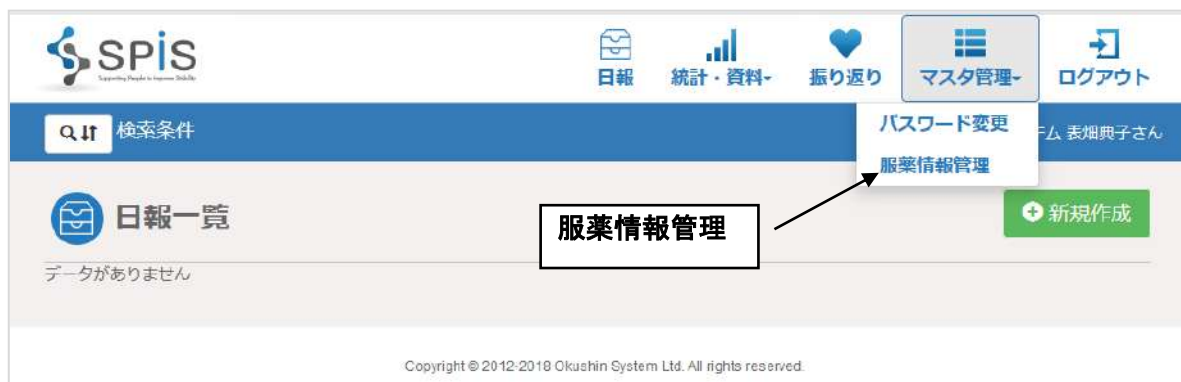 SPiS
Supporting People to Improve Stability
日報
統計・資料
振り返り
マスタ管理
ログアウト
検索条件
パスワード変更
テム 表畑典子さん
服薬情報管理
日報一覧
服薬情報管理
新規作成
データがありません
Copyright © 2012-2018 Okushin System Ltd. All rights reserved.